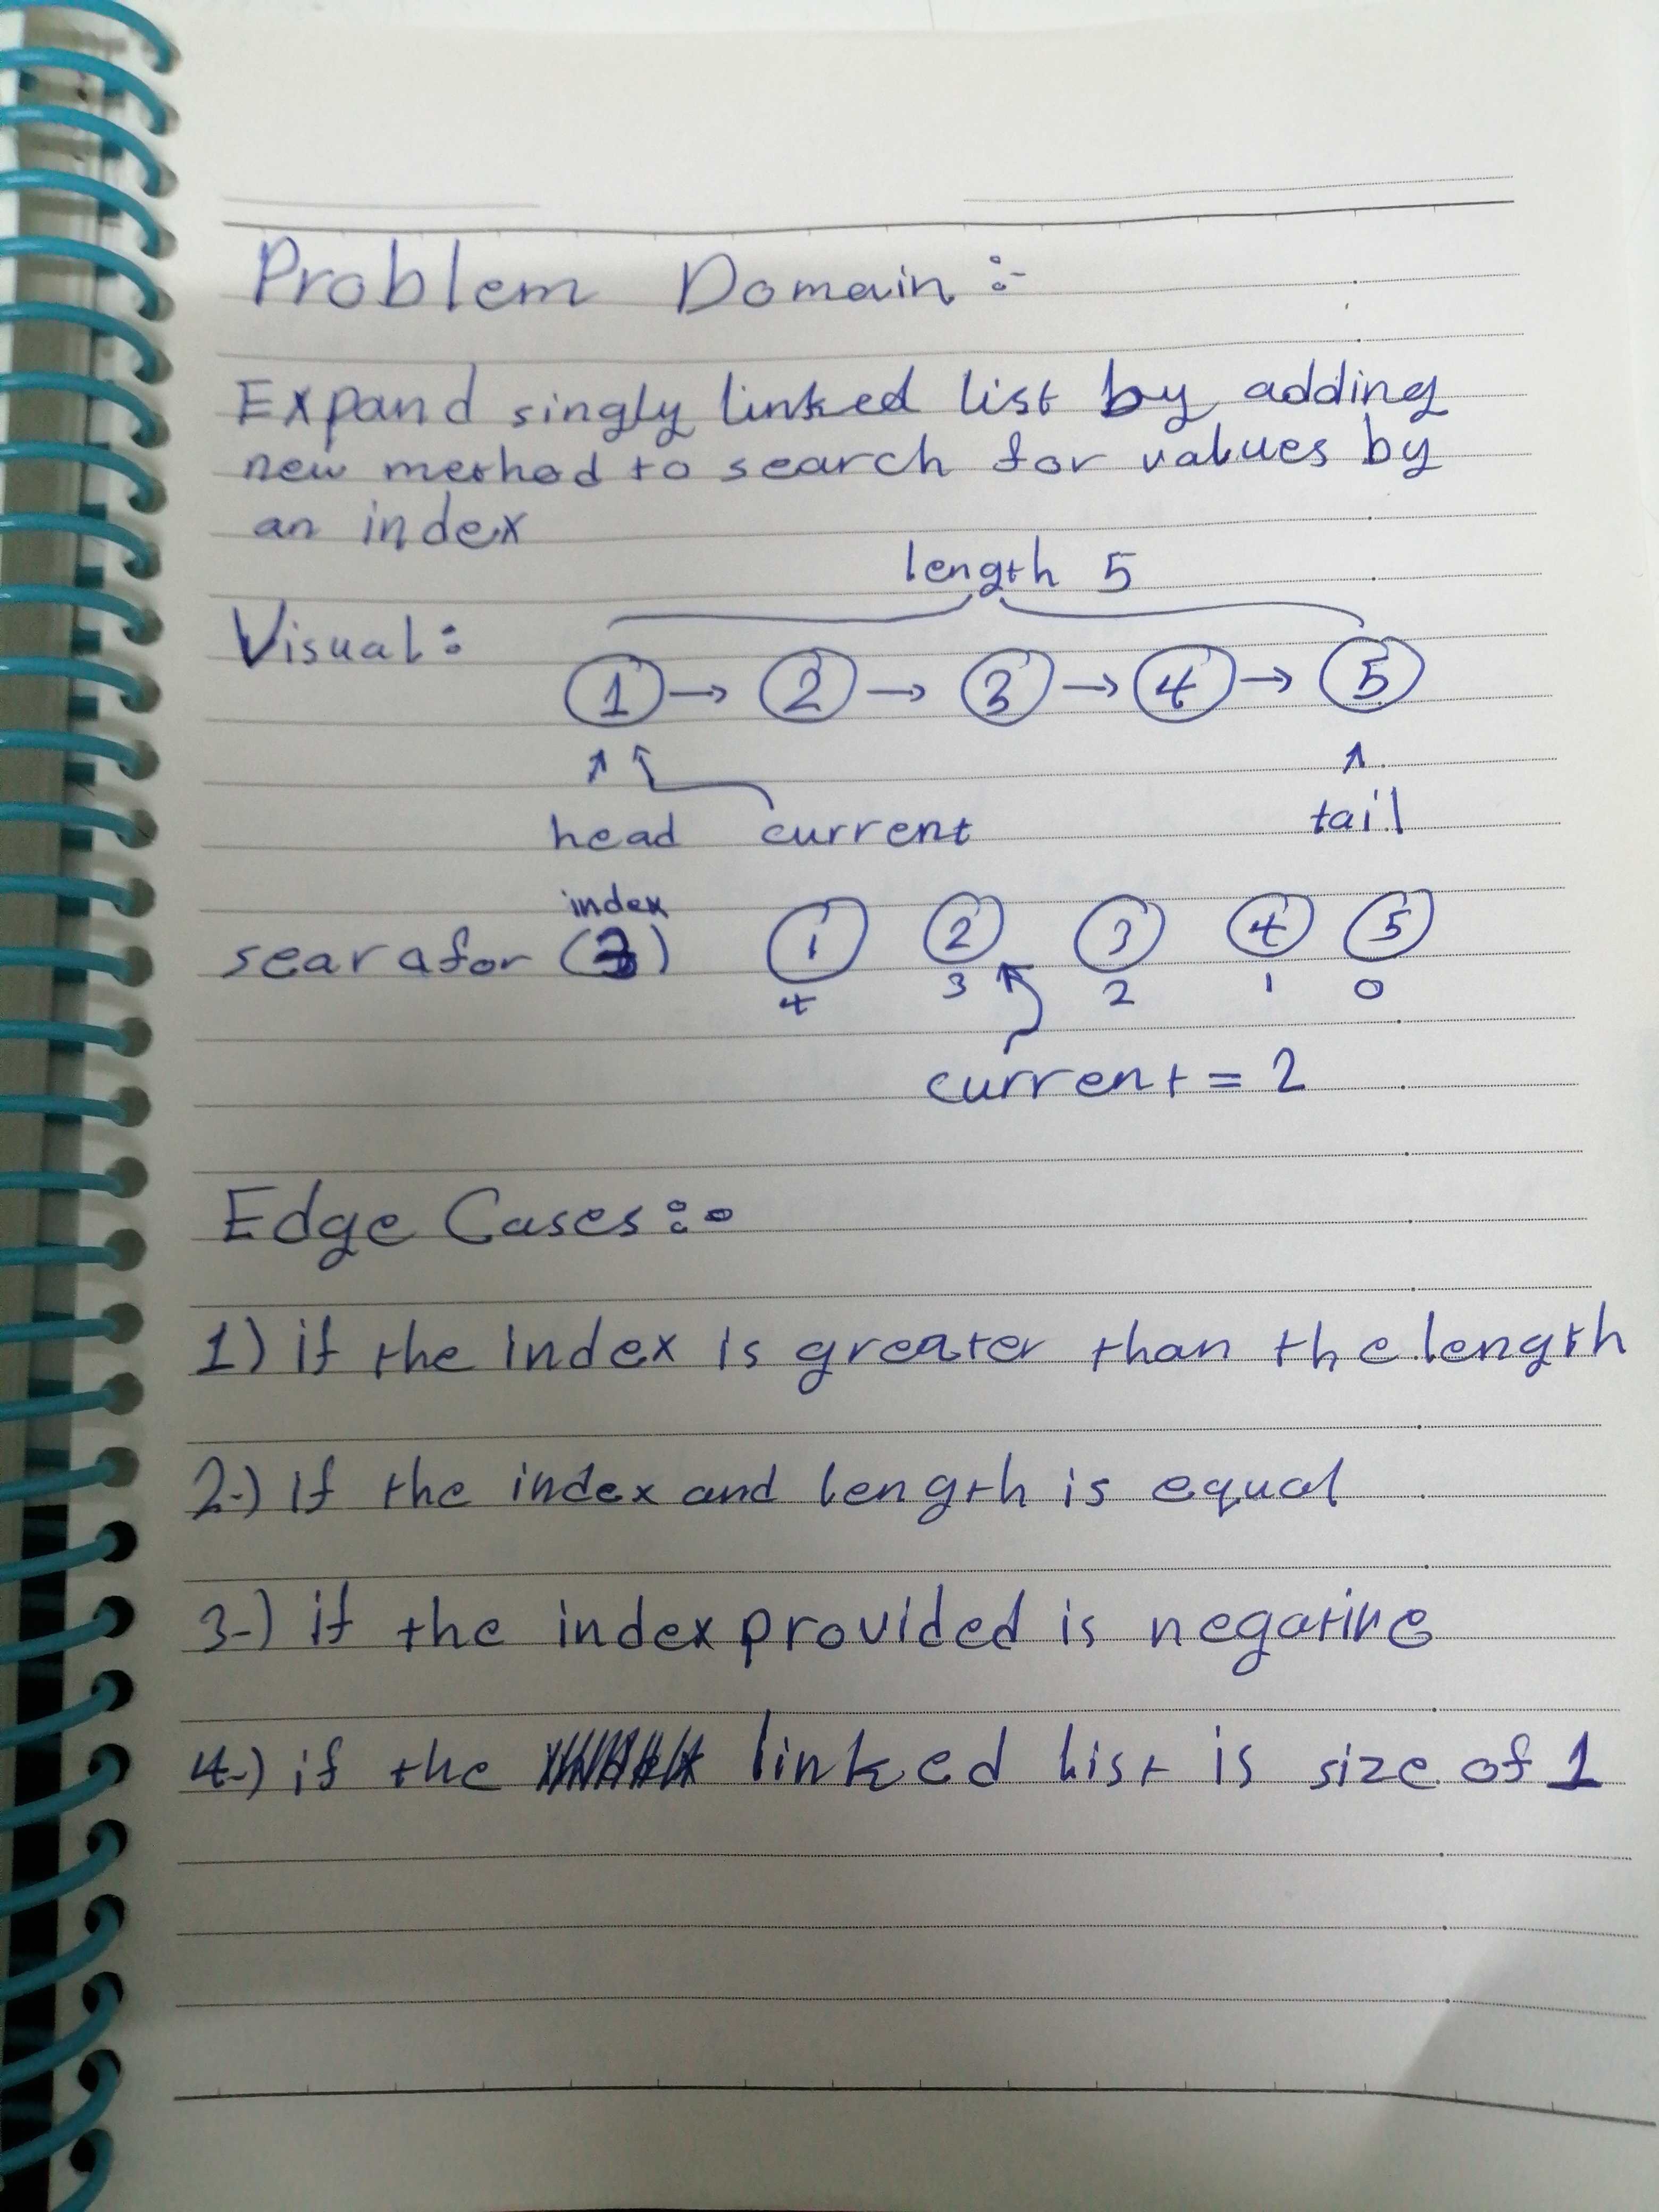 Problem Domain :-
Expand singly linked list by adding
new method to search for values by
an index
length 5
Visual:
1 → 2 → 3 → 4 → 5
head current tail
index
searafor (3) 1 2 3 4 5
4 3 2 1 0
current = 2
Edge Cases :-
1) if the index is greater than the length
2-) if the index and length is equal
3-) if the index provided is negative
4-) if the linked list is size of 1